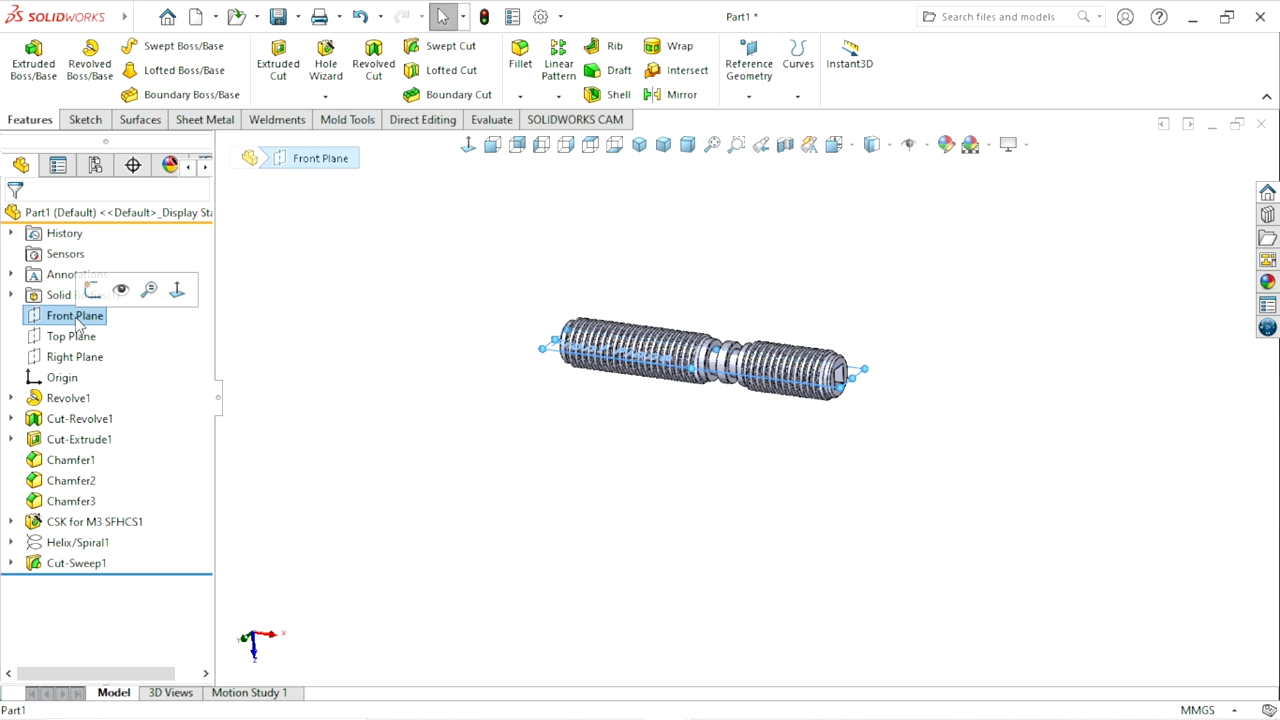 SOLIDWORKS
Part1 *
Search files and models
Extruded Boss/Base
Revolved Boss/Base
Swept Boss/Base
Lofted Boss/Base
Boundary Boss/Base
Extruded Cut
Hole Wizard
Revolved Cut
Swept Cut
Lofted Cut
Boundary Cut
Fillet
Linear Pattern
Rib
Draft
Shell
Wrap
Intersect
Mirror
Reference Geometry
Curves
Instant3D
Features
Sketch
Surfaces
Sheet Metal
Weldments
Mold Tools
Direct Editing
Evaluate
SOLIDWORKS CAM
Front Plane
Part1 (Default) <<Default>_Display Sta
History
Sensors
Annotations
Solid
Front Plane
Top Plane
Right Plane
Origin
Revolve1
Cut-Revolve1
Cut-Extrude1
Chamfer1
Chamfer2
Chamfer3
CSK for M3 SFHCS1
Helix/Spiral1
Cut-Sweep1
X
Y
Z
Model
3D Views
Motion Study 1
Part1
MMGS